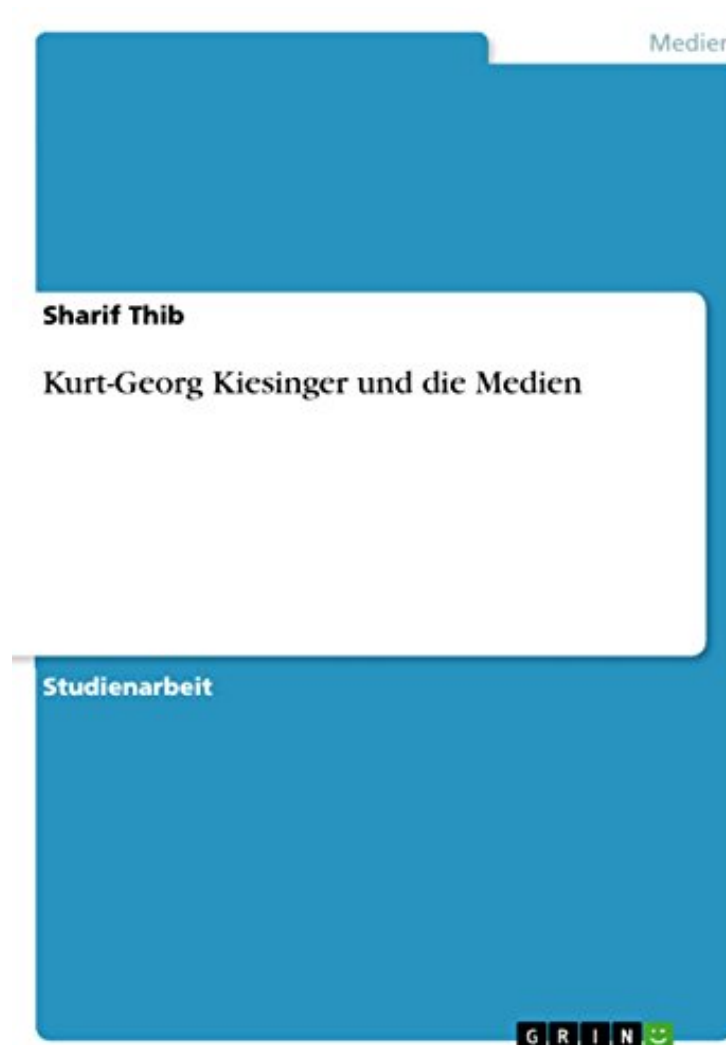 Medien
Sharif Thib
Kurt-Georg Kiesinger und die Medien
Studienarbeit
GRIN